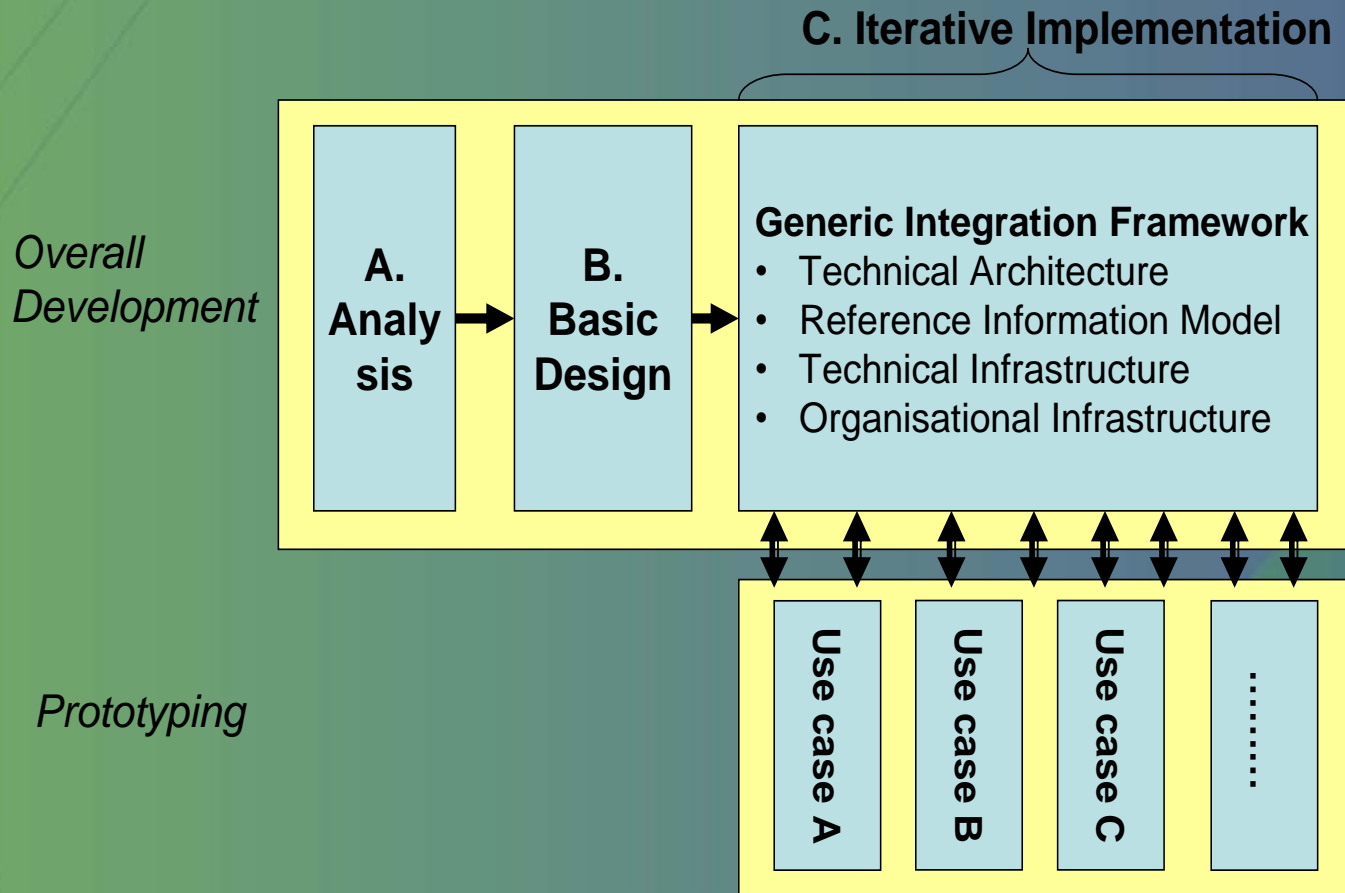 C. Iterative Implementation
Overall
Development
A.
Analy
sis
B.
Basic
Design
Generic Integration Framework
• Technical Architecture
• Reference Information Model
• Technical Infrastructure
• Organisational Infrastructure
Prototyping
Use case A
Use case B
Use case C
.........